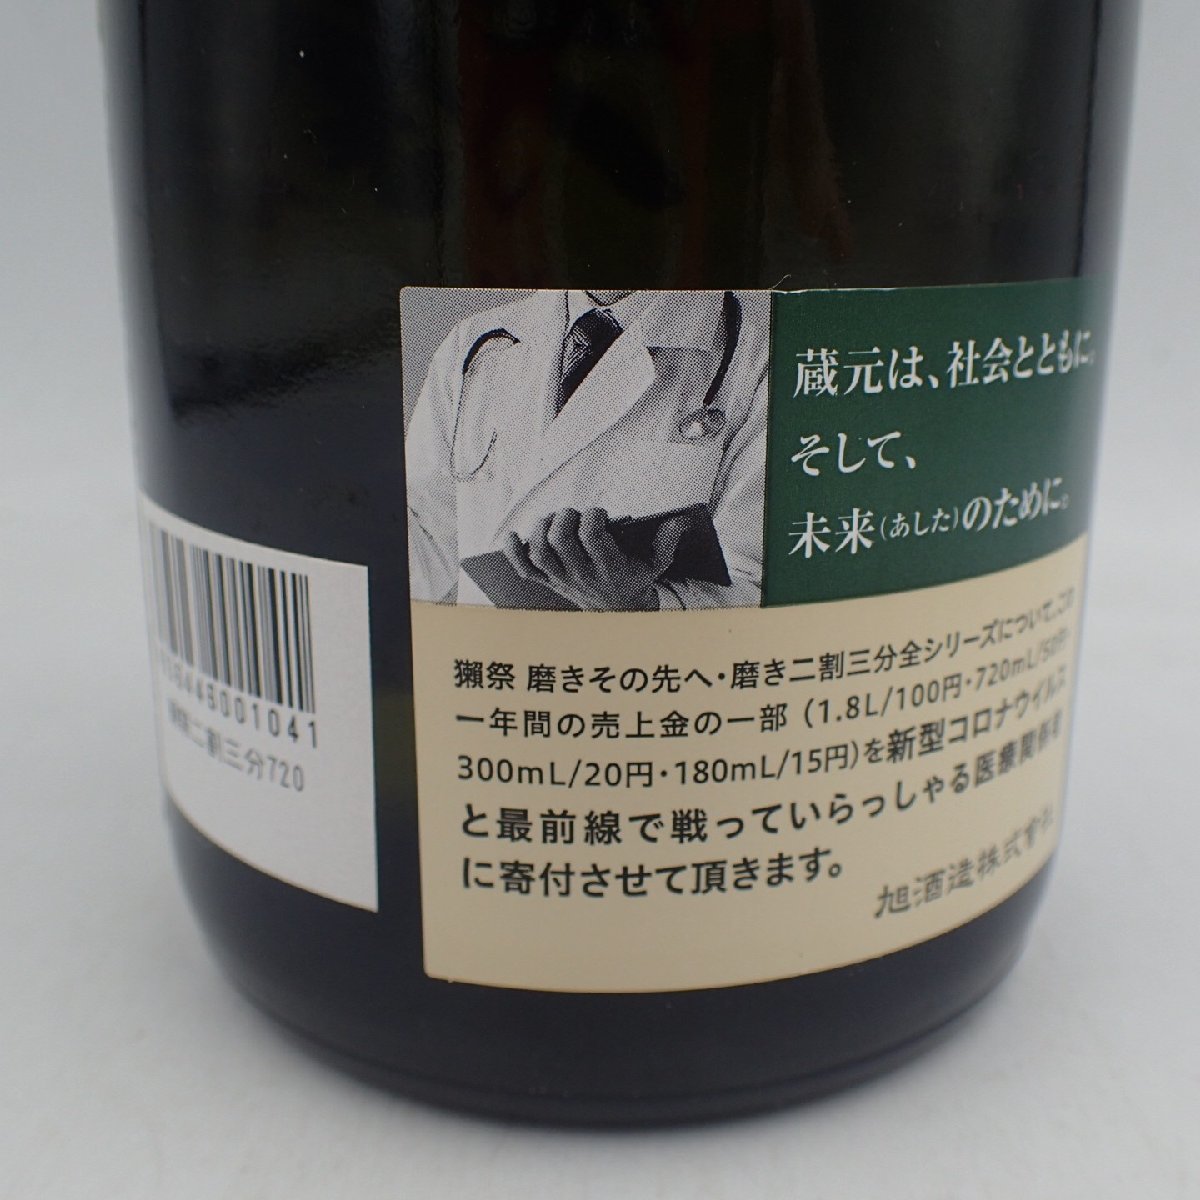 蔵元は、社会とともに。
そして、
未来(あした)のために。
獺祭 磨きその先へ・磨き二割三分全シリーズについて、この
一年間の売上金の一部(1.8L/100円・720mL/50円・
300mL/20円・180mL/15円)を新型コロナウイルス
と最前線で戦っていらっしゃる医療関係者
に寄付させて頂きます。
旭酒造株式會社
001041
二割三分720